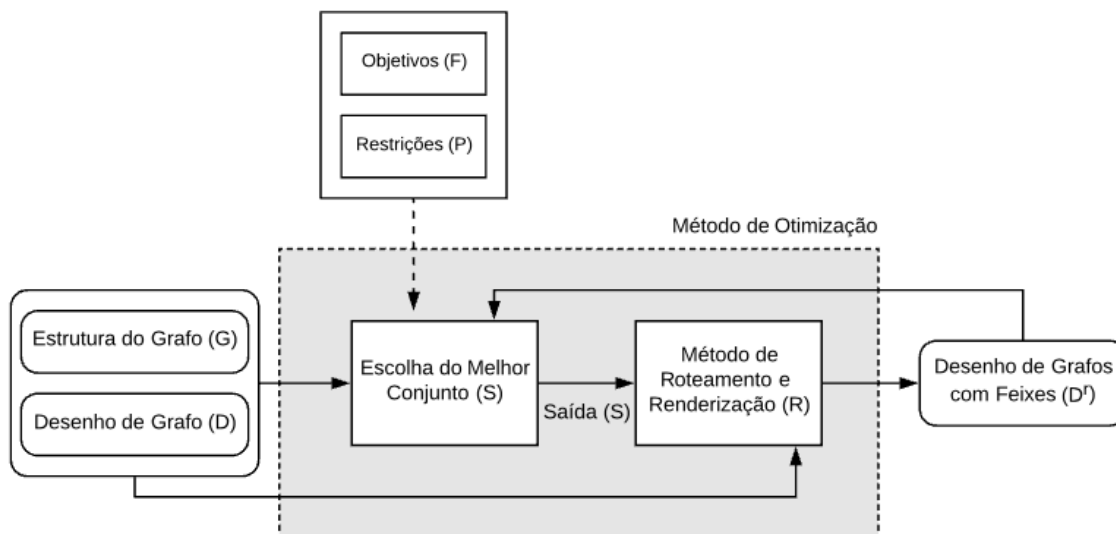 Objetivos (F)
Restrições (P)
Método de Otimização
Estrutura do Grafo (G)
Desenho de Grafo (D)
Escolha do Melhor
Conjunto (S)
Saída (S)
Método de
Roteamento e
Renderização (R)
Desenho de Grafos
com Feixes (Dʳ)